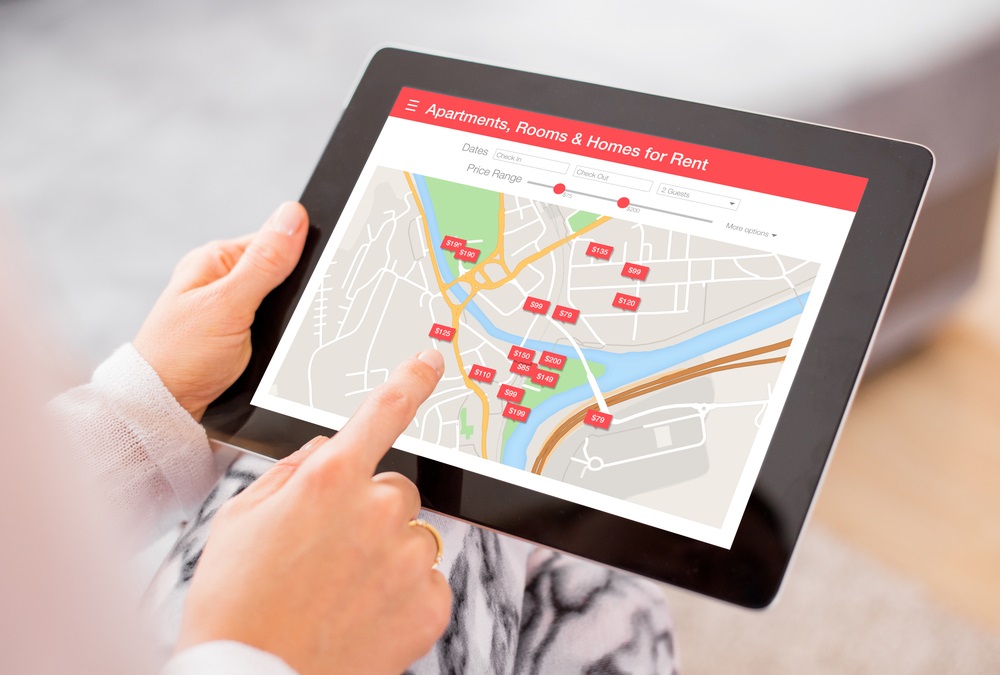 Apartments, Rooms & Homes for Rent
Dates
Check In
Check Out
2 Guests
Price Range
$75
$200
More options
$190
$190
$135
$99
$120
$99
$79
$125
$150
$200
$85
$149
$110
$99
$199
$79